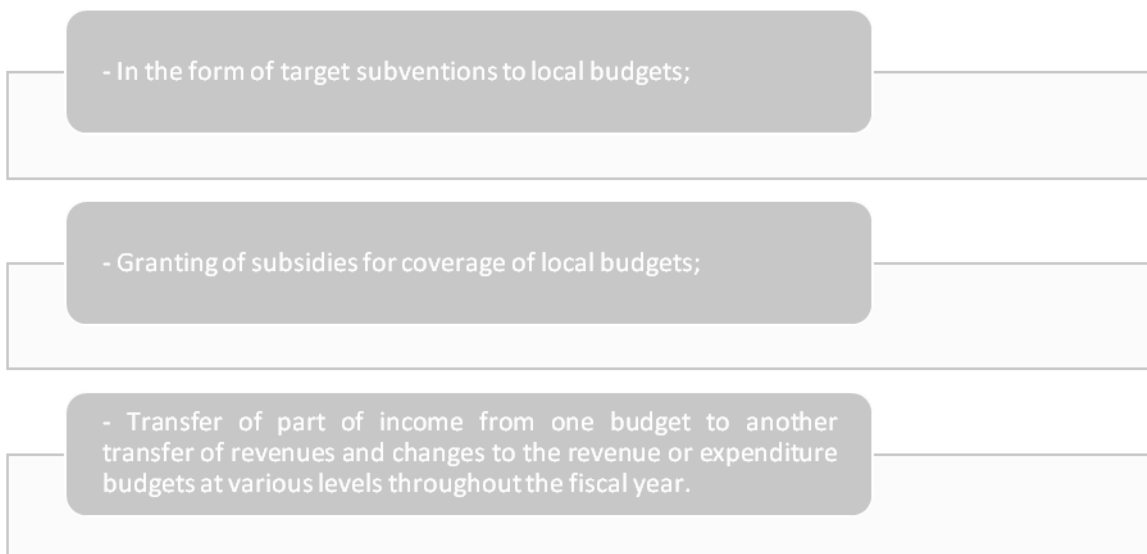 - In the form of target subventions to local budgets;
- Granting of subsidies for coverage of local budgets;
- Transfer of part of income from one budget to another
transfer of revenues and changes to the revenue or expenditure
budgets at various levels throughout the fiscal year.